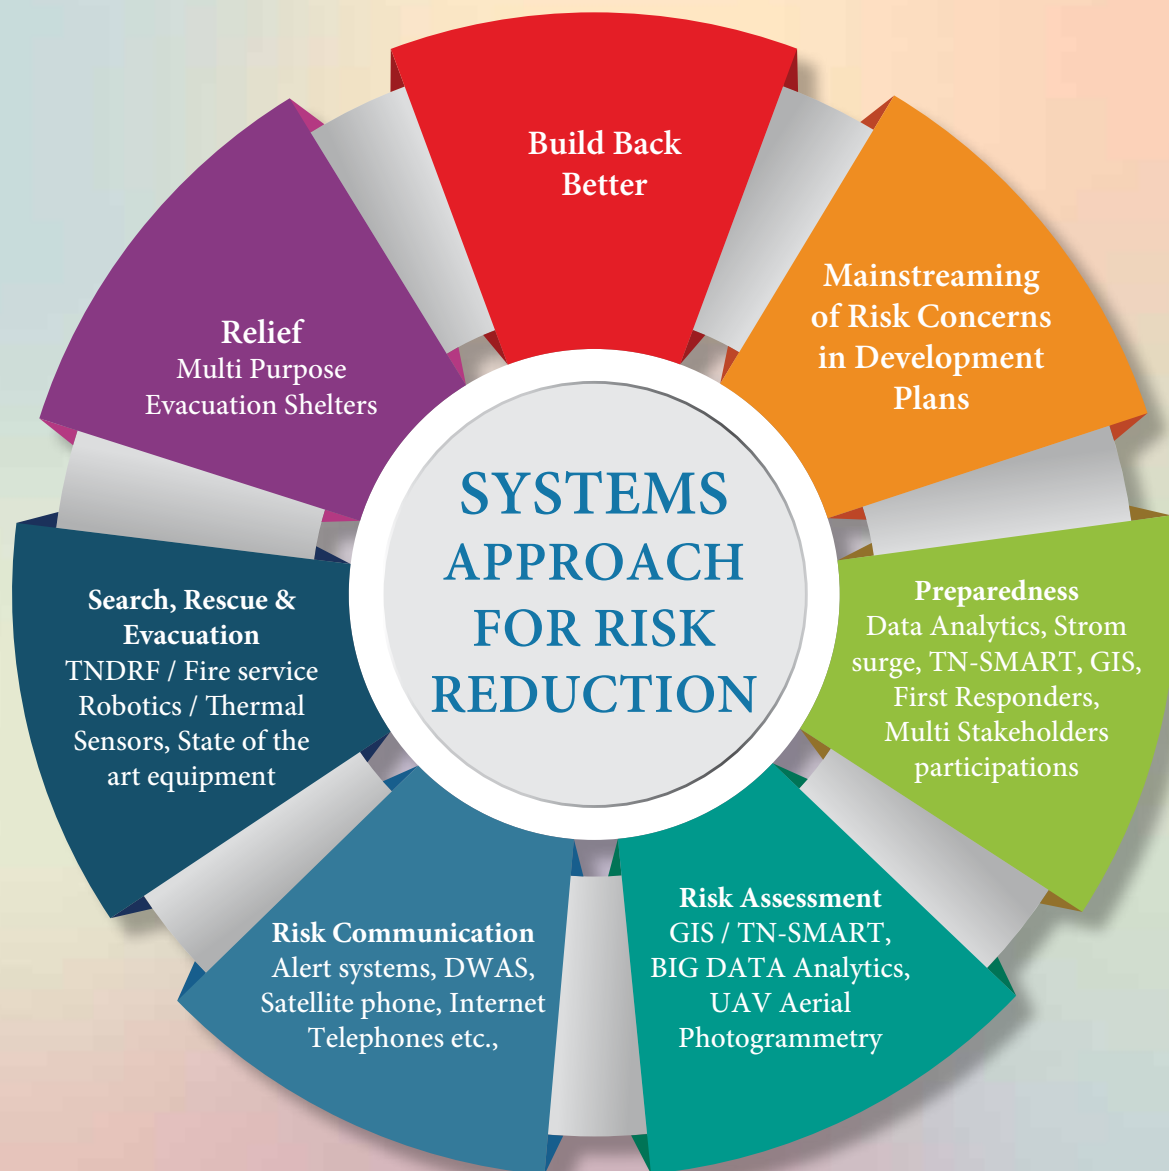 Build Back
Better
Mainstreaming
of Risk Concerns
in Development
Plans
Preparedness
Data Analytics, Strom
surge, TN-SMART, GIS,
First Responders,
Multi Stakeholders
participations
Risk Assessment
GIS / TN-SMART,
BIG DATA Analytics,
UAV Aerial
Photogrammetry
Risk Communication
Alert systems, DWAS,
Satellite phone, Internet
Telephones etc.,
Search, Rescue &
Evacuation
TNDRF / Fire service
Robotics / Thermal
Sensors, State of the
art equipment
Relief
Multi Purpose
Evacuation Shelters
SYSTEMS
APPROACH
FOR RISK
REDUCTION